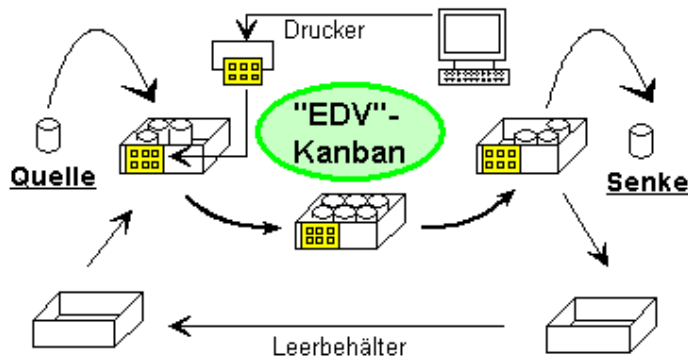 Drucker
"EDV"-
Kanban
Quelle
Senke
Leerbehälter